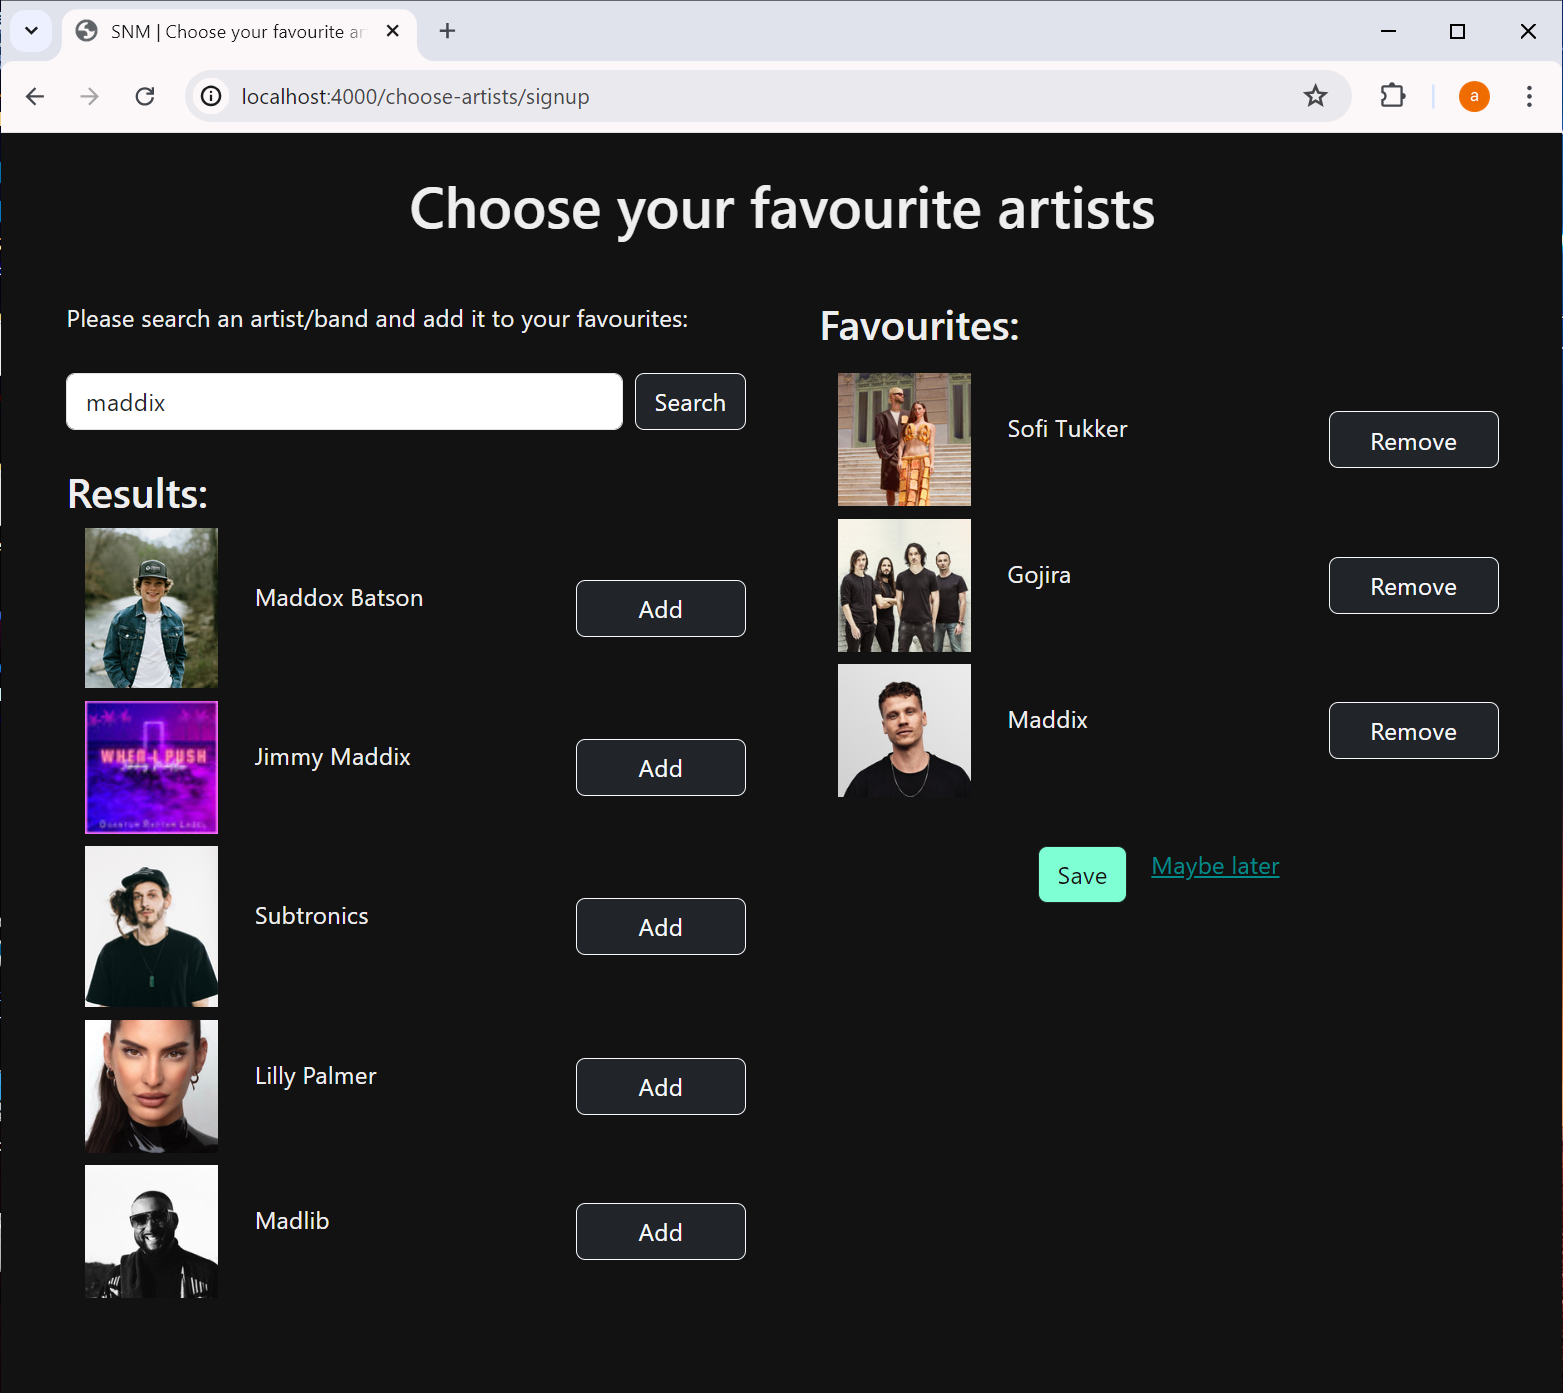 SNM | Choose your favourite ar
localhost:4000/choose-artists/signup
a
Choose your favourite artists
Please search an artist/band and add it to your favourites:
maddix
Search
Results:
Maddox Batson
Add
WHEN I PUSH
Jimmy Maddix
Jimmy Maddix
Add
Subtronics
Add
Lilly Palmer
Add
Madlib
Add
Favourites:
Sofi Tukker
Remove
Gojira
Remove
Maddix
Remove
Save
Maybe later